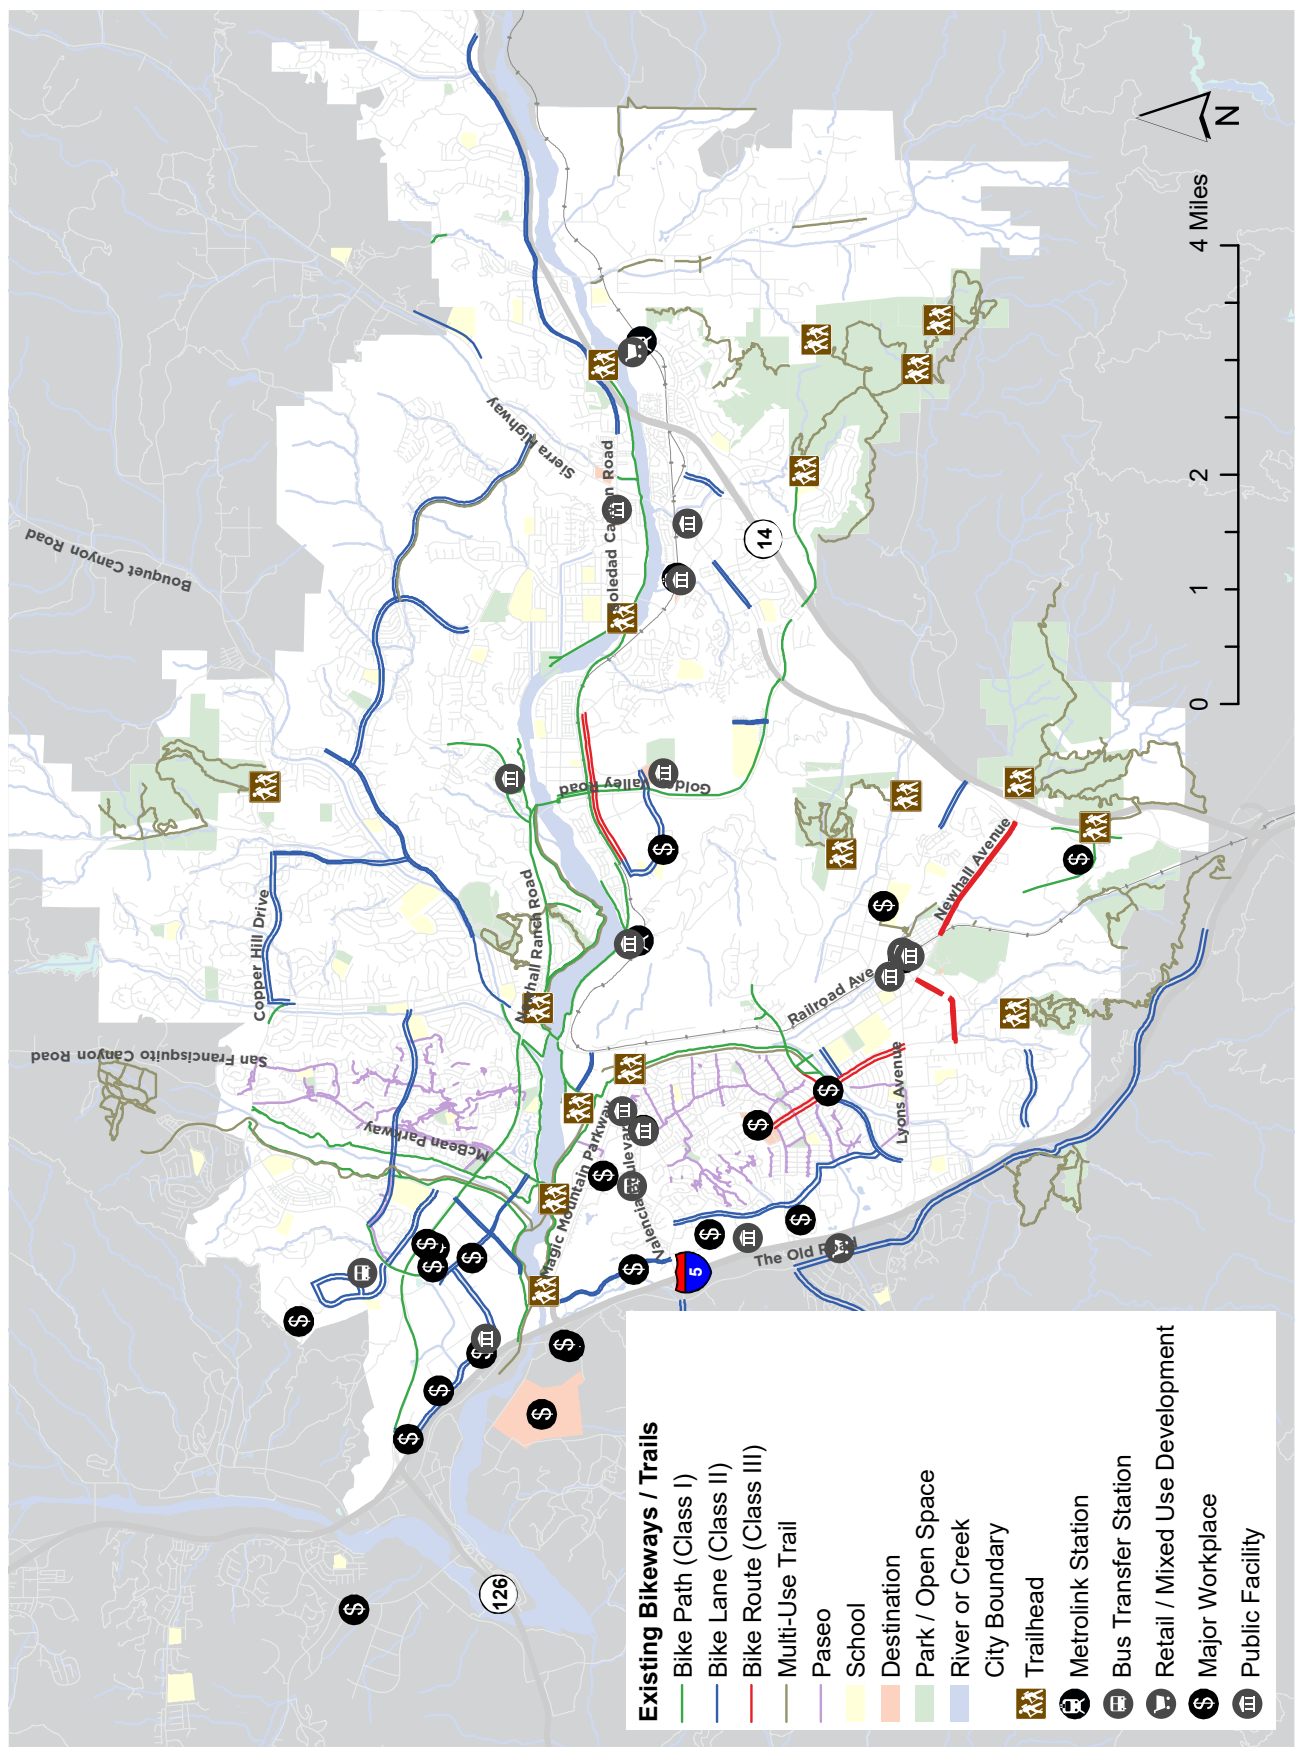 San Francisquito Canyon Road
Copper Hill Drive
Bouquet Canyon Road
McBean Parkway
Newhall Ranch Road
Sierra Highway
Soledad Canyon Road
126
Magic Mountain Parkway
Valencia Boulevard
Golden Valley Road
5
The Old Road
Railroad Ave
14
Lyons Avenue
Newhall Avenue
Existing Bikeways / Trails
Bike Path (Class I)
Bike Lane (Class II)
Bike Route (Class III)
Multi-Use Trail
Paseo
School
Destination
Park / Open Space
River or Creek
City Boundary
Trailhead
Metrolink Station
Bus Transfer Station
Retail / Mixed Use Development
Major Workplace
Public Facility
0 1 2 4 Miles
N